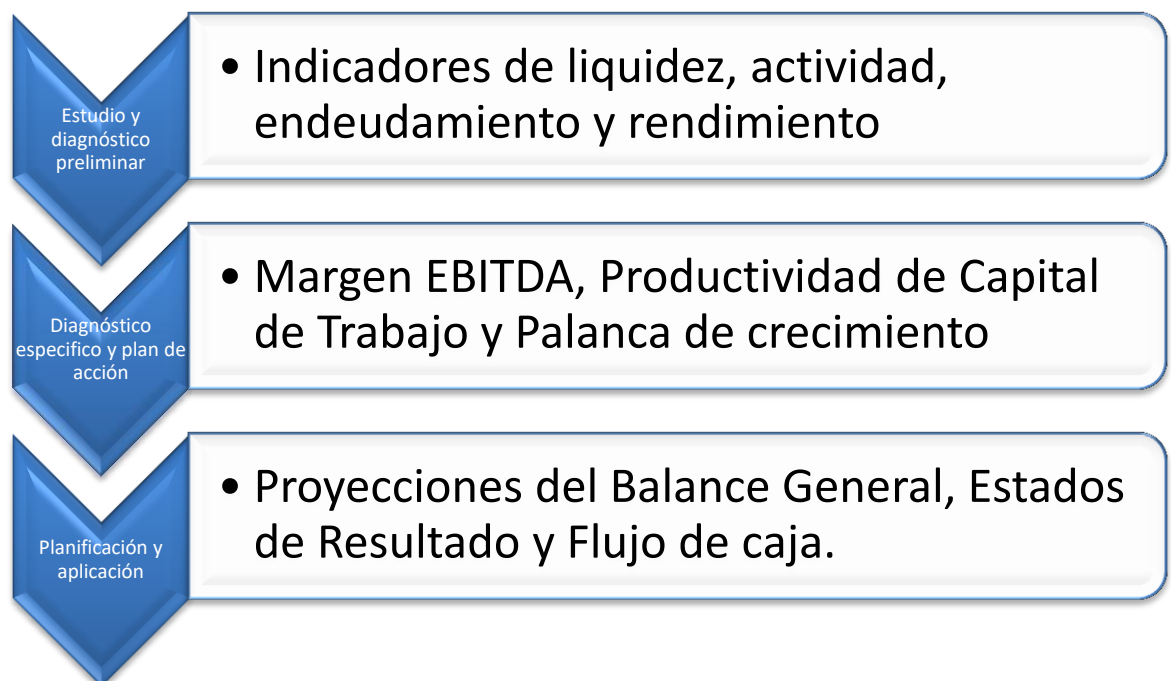 Estudio y
diagnóstico
preliminar
• Indicadores de liquidez, actividad,
endeudamiento y rendimiento
Diagnóstico
especifico y plan de
acción
• Margen EBITDA, Productividad de Capital
de Trabajo y Palanca de crecimiento
Planificación y
aplicación
• Proyecciones del Balance General, Estados
de Resultado y Flujo de caja.